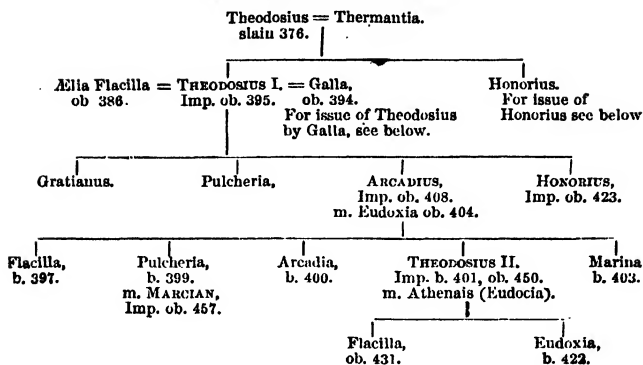 Theodosius = Thermantia.
slain 376.
Ælia Flacilla = THEODOSIUS I. = Galla,
ob 386. Imp. ob. 395. ob. 394.
For issue of Theodosius
by Galla, see below.
Honorius.
For issue of
Honorius see below
Gratianus. Pulcheria, ARCADIUS, HONORIUS,
Imp. ob. 408. Imp. ob. 423.
m. Eudoxia ob. 404.
Flacilla, Pulcheria, Arcadia, THEODOSIUS II. Marina
b. 397. b. 399. b. 400. Imp. b. 401, ob. 450. b. 403.
m. MARCIAN, m. Athenais (Eudocia).
Imp. ob. 457.
Flacilla, Eudoxia,
ob. 431. b. 422.